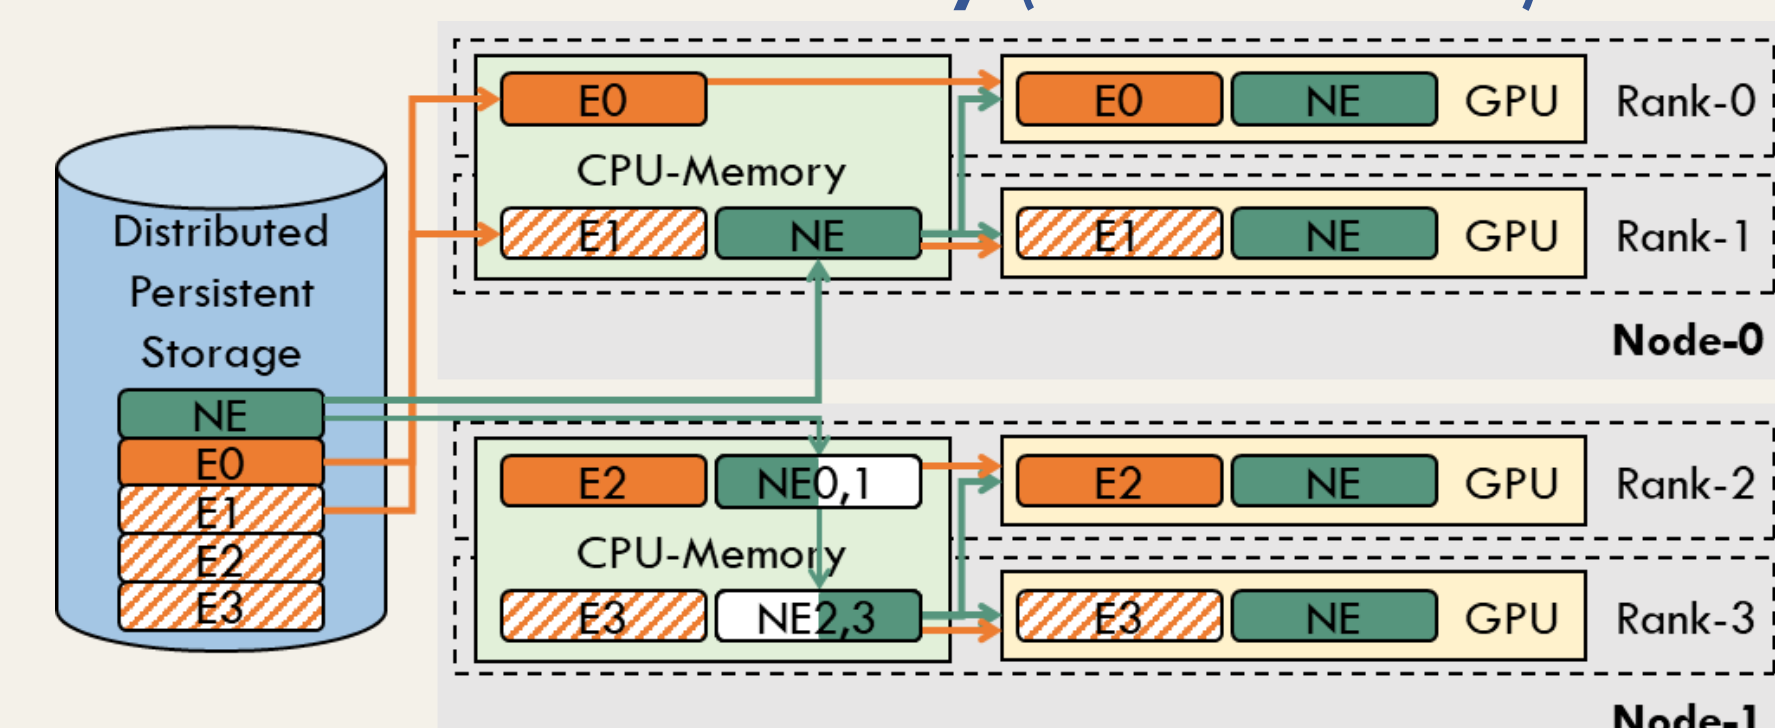 Distributed
Persistent
Storage
NE
E0
E1
E2
E3
E0
CPU-Memory
E1 NE
E0 NE GPU Rank-0
E1 NE GPU Rank-1
Node-0
E2 NE0,1
CPU-Memory
E3 NE2,3
E2 NE GPU Rank-2
E3 NE GPU Rank-3
Node-1